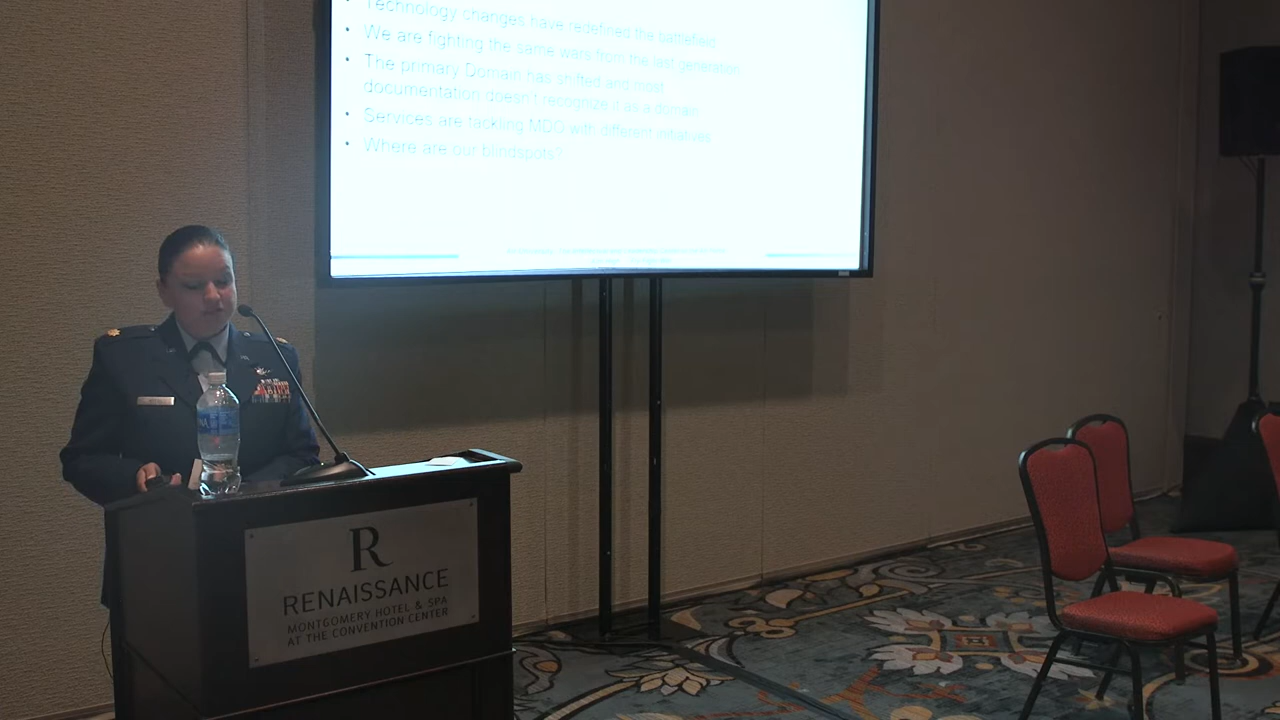 • Technology changes have redefined the battlefield
• We are fighting the same wars from the last generation
• The primary Domain has shifted and most
documentation doesn't recognize it as a domain
• Services are tackling MDO with different initiatives
• Where are our blindspots?
R
RENAISSANCE
MONTGOMERY HOTEL & SPA
AT THE CONVENTION CENTER